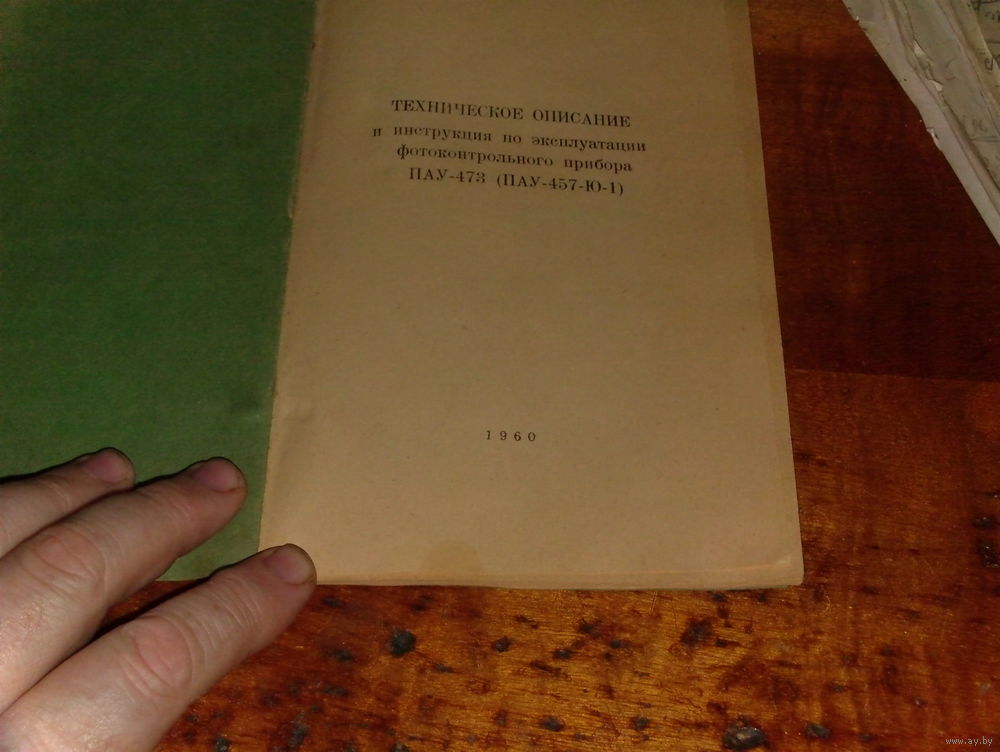 ТЕХНИЧЕСКОЕ ОПИСАНИЕ
и инструкция по эксплуатации
фотоконтрольного прибора
ПАУ-473 (ПАУ-457-Ю-1)
1960
www.ay.by